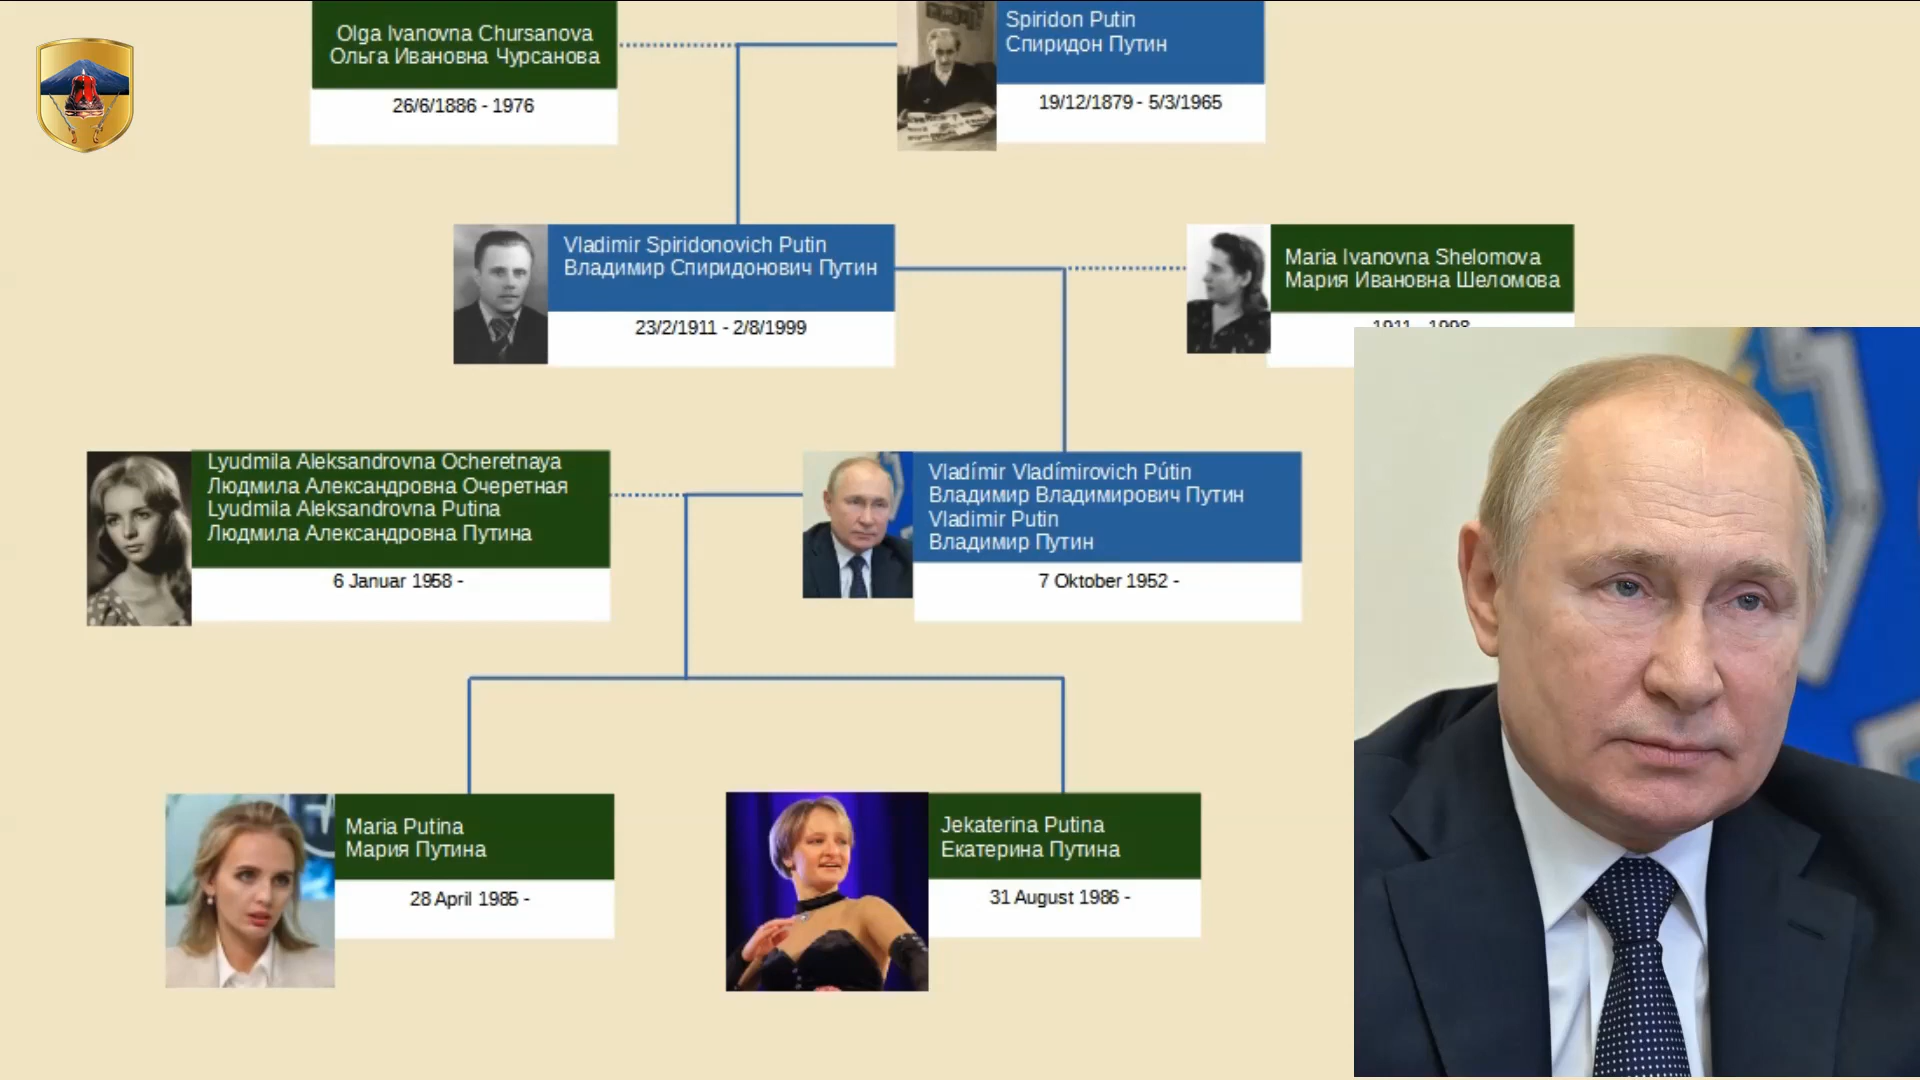 Olga Ivanovna Chursanova
Ольга Ивановна Чурсанова
26/6/1886 - 1976
Spiridon Putin
Спиридон Путин
19/12/1879 - 5/3/1965
Vladimir Spiridonovich Putin
Владимир Спиридонович Путин
23/2/1911 - 2/8/1999
Maria Ivanovna Shelomova
Мария Ивановна Шеломова
1911 - 1998
Lyudmila Aleksandrovna Ocheretnaya
Людмила Александровна Очеретная
Lyudmila Aleksandrovna Putina
Людмила Александровна Путина
6 Januar 1958 -
Vladímir Vladímirovich Pútin
Владимир Владимирович Путин
Vladimir Putin
Владимир Путин
7 Oktober 1952 -
Maria Putina
Мария Путина
28 April 1985 -
Jekaterina Putina
Екатерина Путина
31 August 1986 -